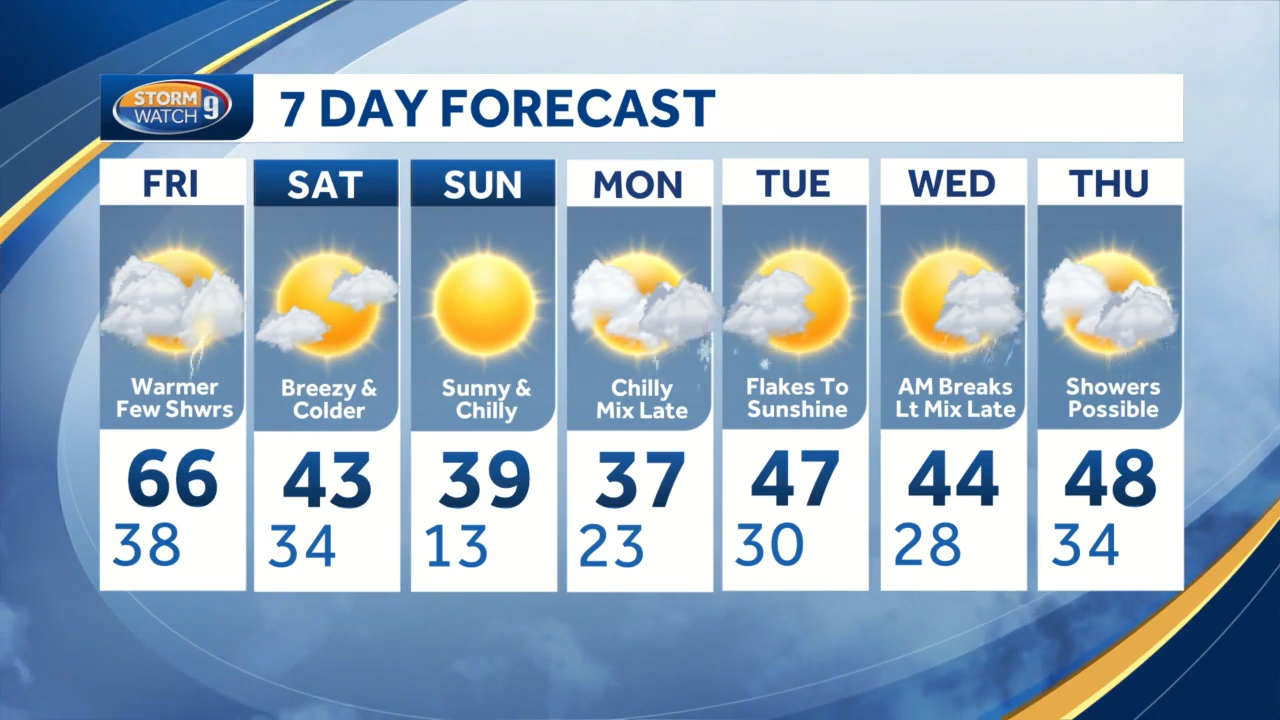 STORM
WATCH 9
7 DAY FORECAST
FRI
Warmer
Few Shwrs
66
38
SAT
Breezy &
Colder
43
34
SUN
Sunny &
Chilly
39
13
MON
Chilly
Mix Late
37
23
TUE
Flakes To
Sunshine
47
30
WED
AM Breaks
Lt Mix Late
44
28
THU
Showers
Possible
48
34